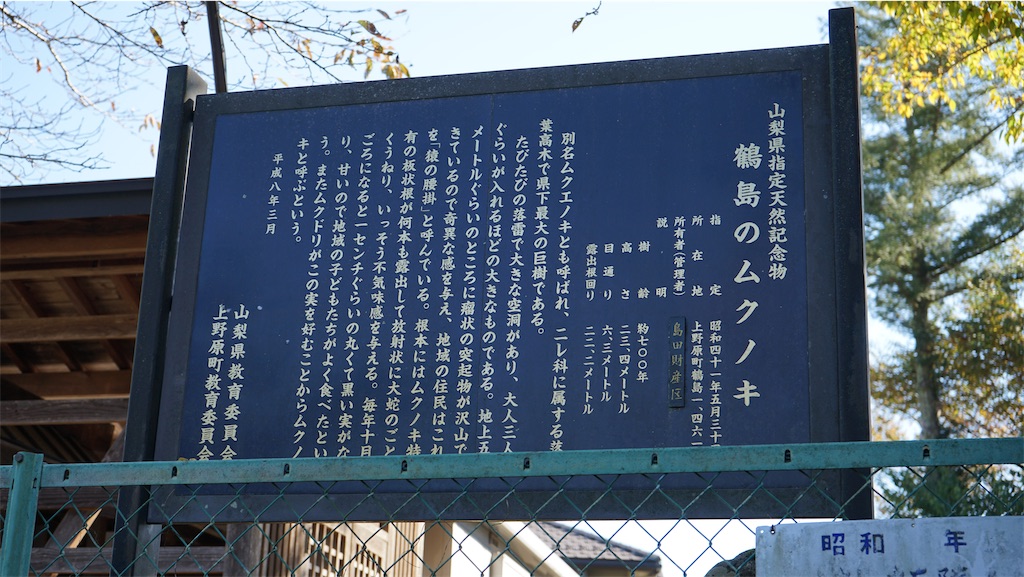 山梨県指定天然記念物
鶴島のムクノキ
指定 昭和四十一年五月三十
所在地 上野原町鶴島一、四六
所有者(管理者) 島田財産区
説明
樹齢 約七〇〇年
高さ 二三、四メートル
目通り 六、三メートル
露出根回り 二二、二メートル
別名ムクエノキとも呼ばれ、ニレ科に属する落
葉高木で県下最大の巨樹である。
たびたびの落雷で大きな空洞があり、大人三人
ぐらいが入れるほどの大きなものである。地上五
メートルぐらいのところに瘤状の突起物が沢山で
きているので奇異な感を与え、地域の住民はこれ
を「猿の腰掛」と呼んでいる。根本にはムクノキ特
有の板状根が何本も露出して放射状に大蛇のごと
くうねり、いっそう不気味感を与える。毎年十月
ごろになると一センチぐらいの丸くて黒い実がな
り、甘いので地域の子どもたちがよく食べたとい
う。またムクドリがこの実を好むことからムクノ
キと呼ぶという。
平成八年三月
山梨県教育委員会
上野原町教育委員会
昭和 年